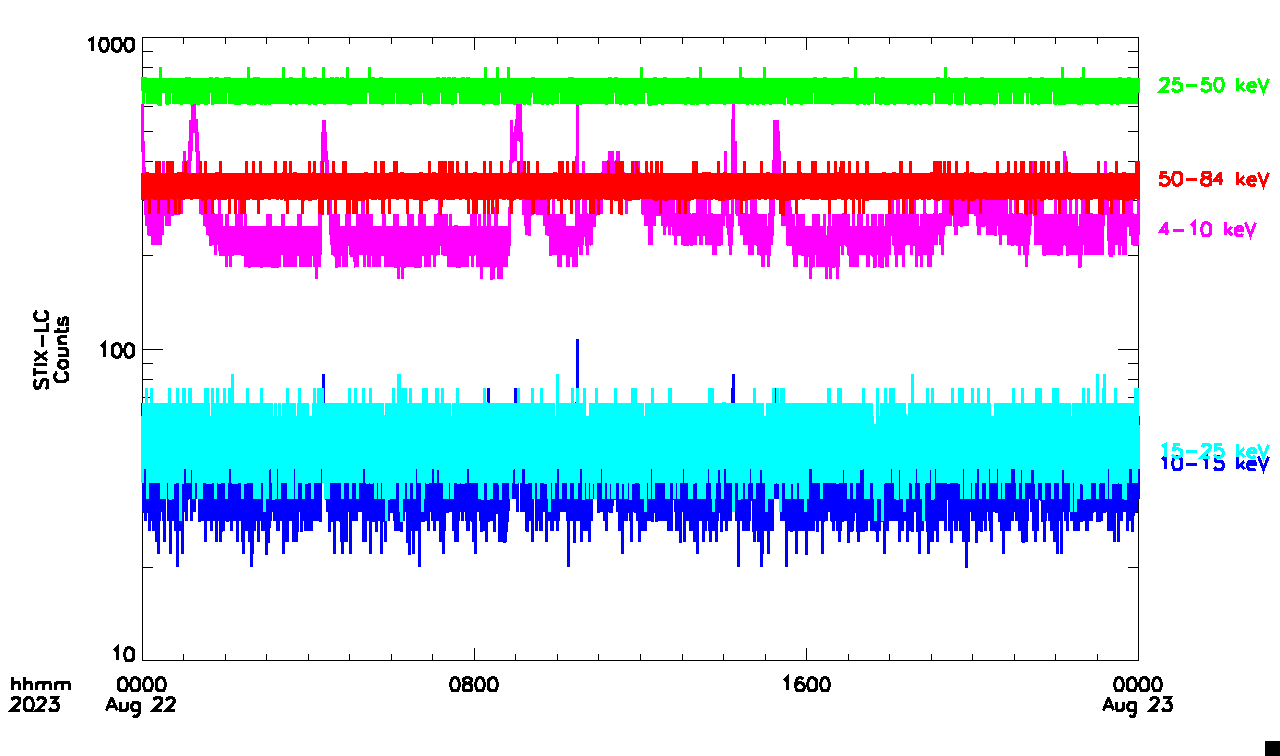 1000
25-50 keV
50-84 keV
4-10 keV
STIX-LC
Counts
100
15-25 keV
10-15 keV
10
hhmm 0000 0800 1600 0000
2023 Aug 22 Aug 23